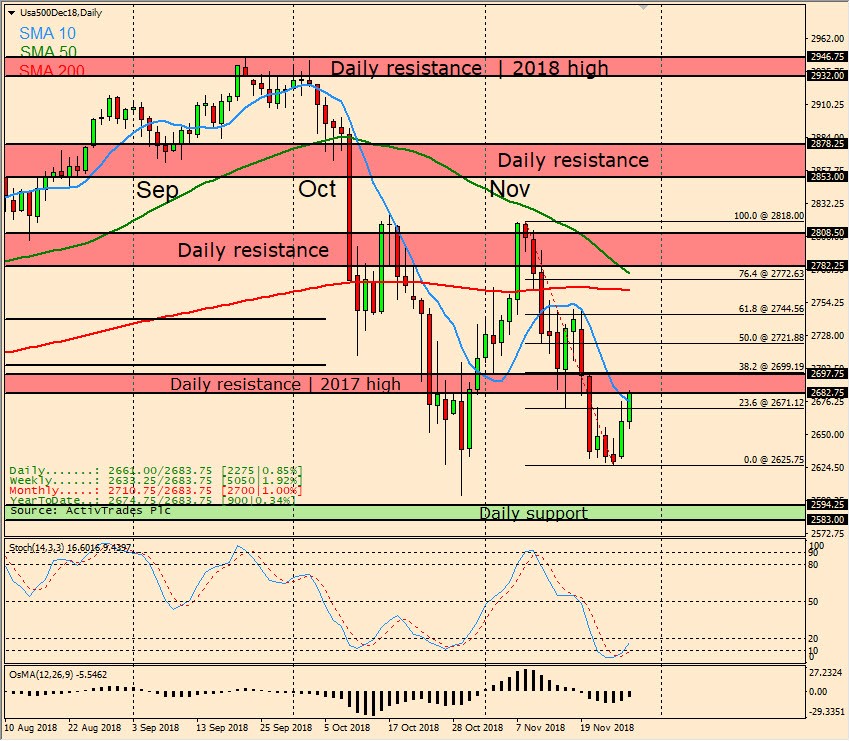 Usa500Dec18,Daily
SMA 10
SMA 50
SMA 200
Daily resistance | 2018 high
Daily resistance
Sep
Oct
Nov
Daily resistance
Daily resistance | 2017 high
100.0 @ 2818.00
76.4 @ 2772.63
61.8 @ 2744.56
50.0 @ 2721.88
38.2 @ 2699.19
23.6 @ 2671.12
0.0 @ 2625.75
Daily......: 2661.00/2683.75 [2275|0.85%]
Weekly.....: 2633.25/2683.75 [5050|1.92%]
Monthly....: 2710.75/2683.75 [2700|1.00%]
YearToDate..: 2674.75/2683.75 [900|0.34%]
Source: ActivTrades Plc
Daily support
2962.00
2946.75
2932.00
2910.25
2878.25
2853.00
2832.25
2808.50
2782.25
2754.25
2728.00
2697.75
2682.75
2676.25
2650.00
2624.50
2594.25
2583.00
2572.75
Stoch(14,3,3) 16.6016 9.4397
100
90
80
50
20
10
0
OsMA(12,26,9) -5.5462
27.2324
0.00
-29.3351
10 Aug 2018 22 Aug 2018 3 Sep 2018 13 Sep 2018 25 Sep 2018 5 Oct 2018 17 Oct 2018 28 Oct 2018 7 Nov 2018 19 Nov 2018